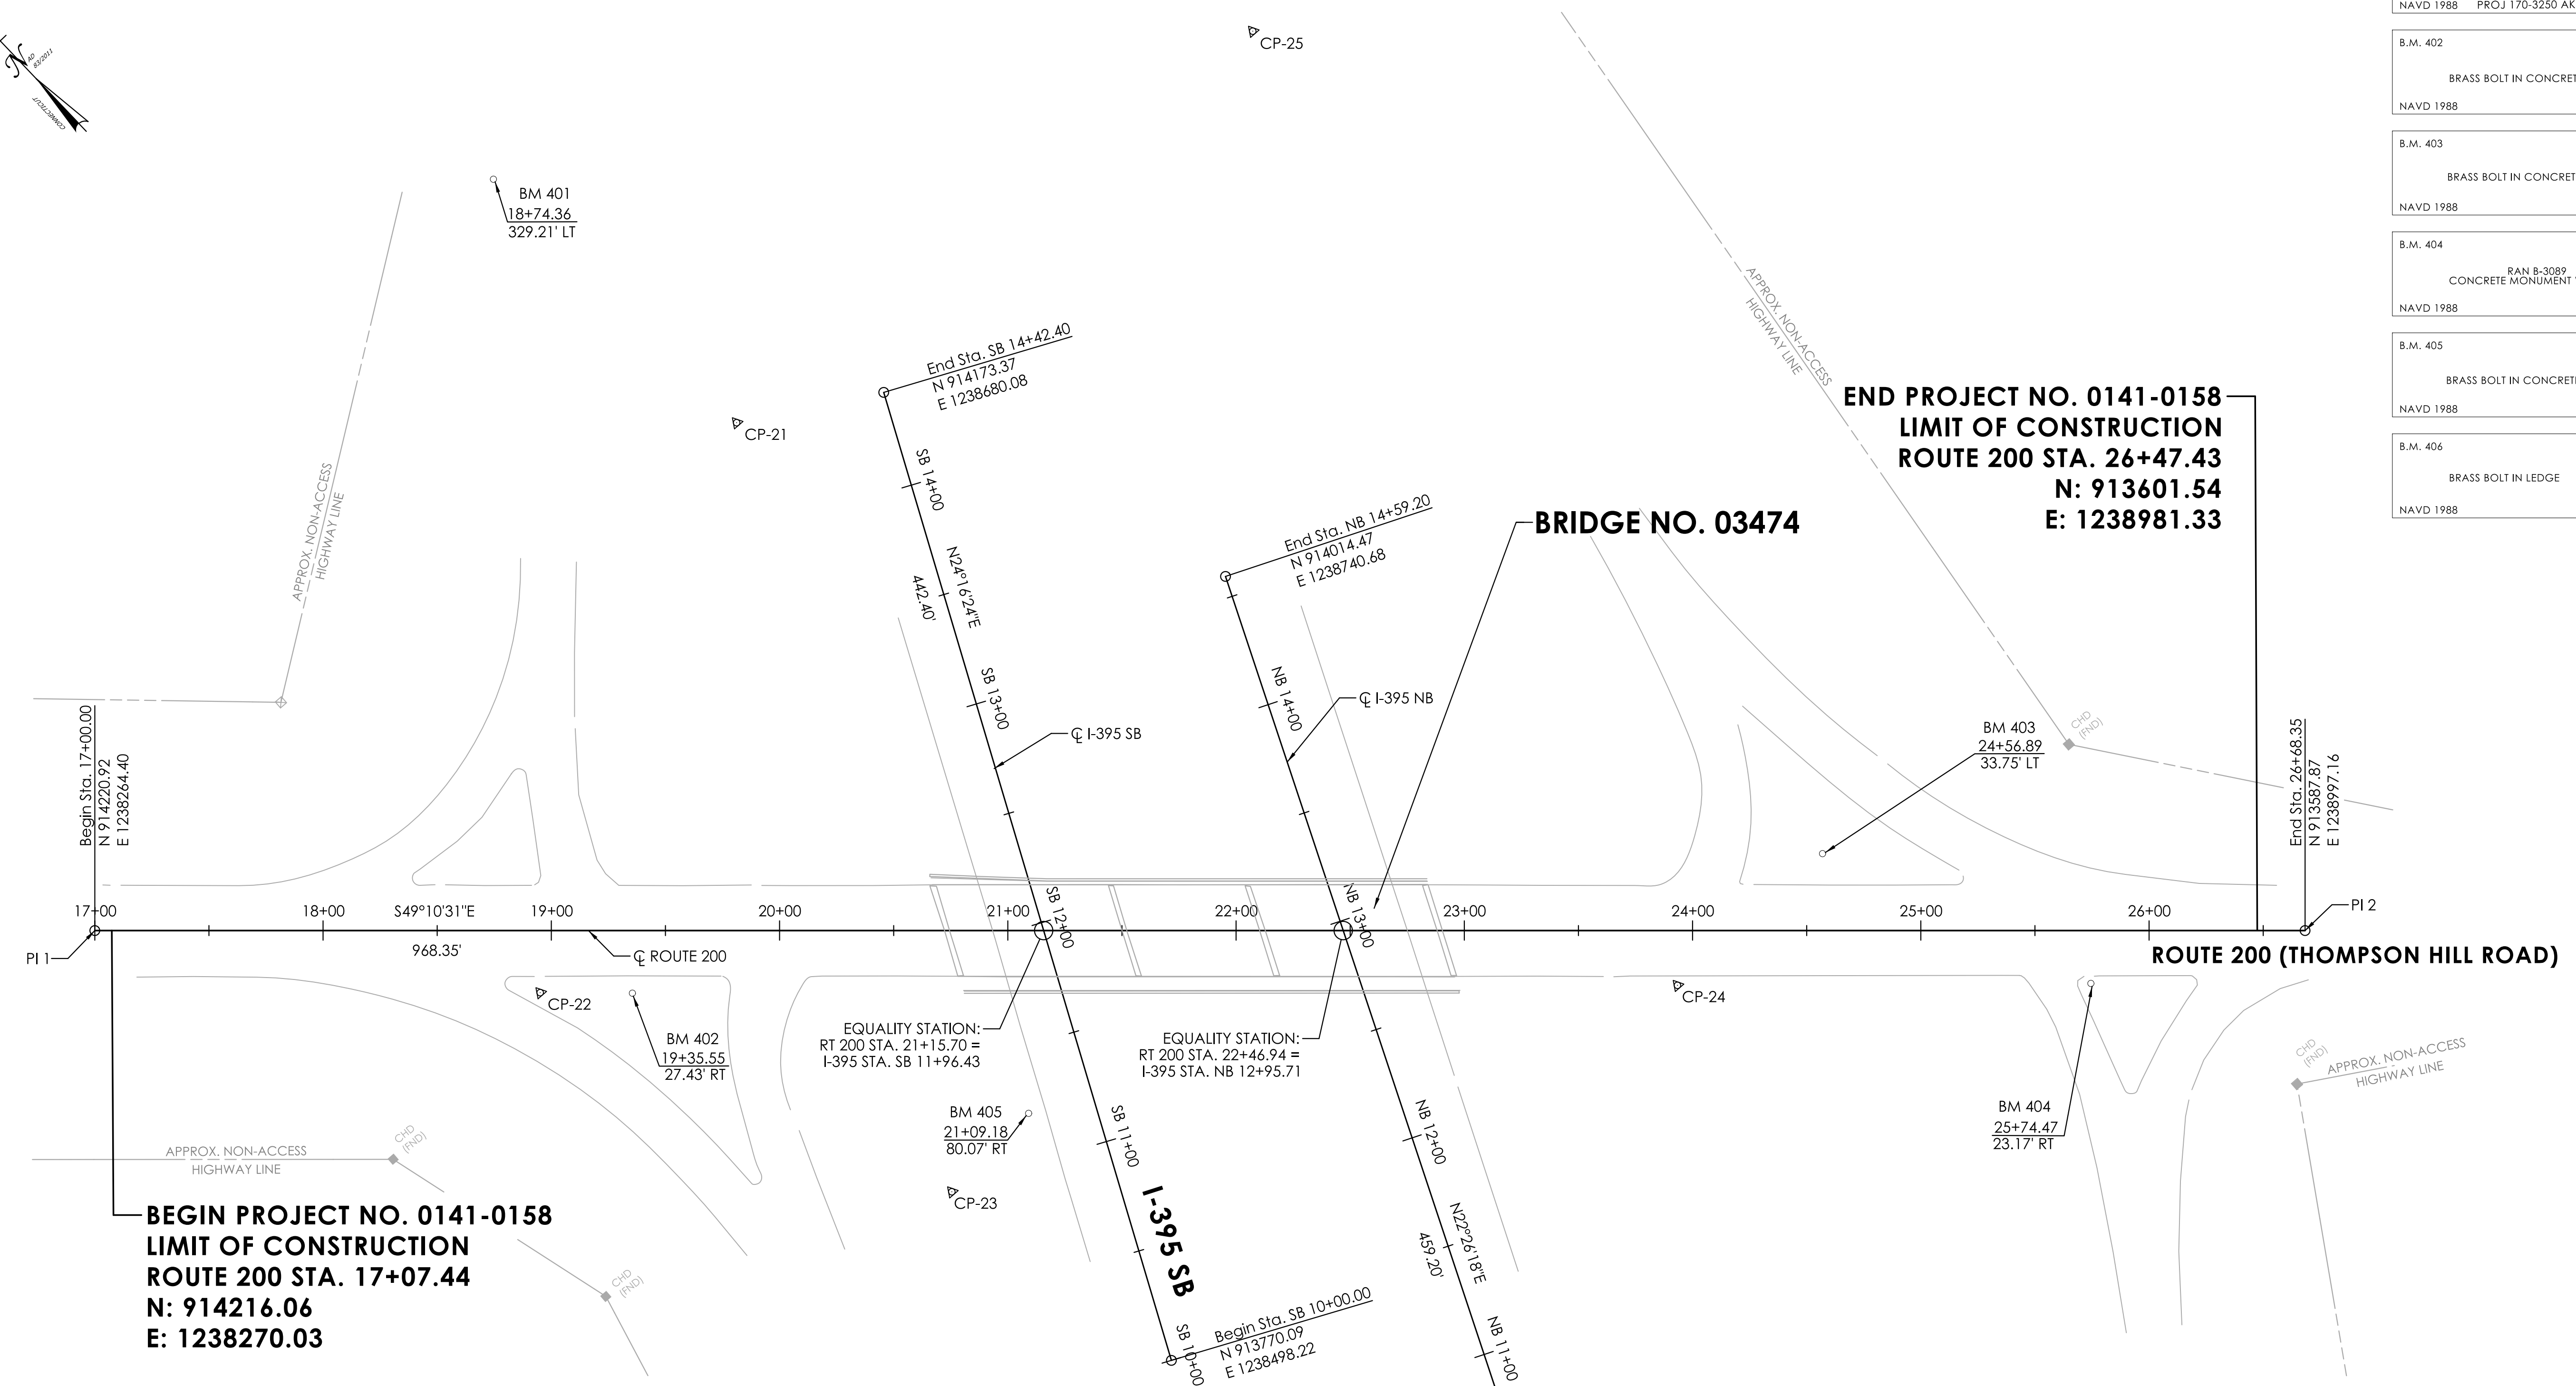 N
AD
83/2011
CONNECTICUT
CP-25
NAVD 1988 PROJ 170-3250 AK
B.M. 402
BRASS BOLT IN CONCRET
NAVD 1988
B.M. 403
BRASS BOLT IN CONCRET
NAVD 1988
B.M. 404
RAN B-3089
CONCRETE MONUMENT
NAVD 1988
B.M. 405
BRASS BOLT IN CONCRETE
NAVD 1988
B.M. 406
BRASS BOLT IN LEDGE
NAVD 1988
BM 401
18+74.36
329.21' LT
APPROX. NON-ACCESS
HIGHWAY LINE
CP-21
End Sta. SB 14+42.40
N 914173.37
E 1238680.08
SB 14+00
N24°16'24"E
442.40'
SB 13+00
℄ I-395 SB
SB 12+00
End Sta. NB 14+59.20
N 914014.47
E 1238740.68
NB 14+00
℄ I-395 NB
NB 13+00
BRIDGE NO. 03474
APPROX. NON-ACCESS
HIGHWAY LINE
END PROJECT NO. 0141-0158
LIMIT OF CONSTRUCTION
ROUTE 200 STA. 26+47.43
N: 913601.54
E: 1238981.33
BM 403
24+56.89
33.75' LT
CHD
(FND)
Begin Sta. 17+00.00
N 914220.92
E 1238264.40
End Sta. 26+68.35
N 913587.87
E 1238997.16
17+00
18+00
S49°10'31"E
19+00
20+00
21+00
22+00
23+00
24+00
25+00
26+00
PI 1
968.35'
℄ ROUTE 200
PI 2
ROUTE 200 (THOMPSON HILL ROAD)
CP-22
BM 402
19+35.55
27.43' RT
EQUALITY STATION:
RT 200 STA. 21+15.70 =
I-395 STA. SB 11+96.43
EQUALITY STATION:
RT 200 STA. 22+46.94 =
I-395 STA. NB 12+95.71
CP-24
BM 405
21+09.18
80.07' RT
CP-23
SB 11+00
I-395 SB
SB 10+00
Begin Sta. SB 10+00.00
N 913770.09
E 1238498.22
NB 12+00
N22°26'18"E
459.20'
NB 11+00
BM 404
25+74.47
23.17' RT
CHD
(FND)
APPROX. NON-ACCESS
HIGHWAY LINE
APPROX. NON-ACCESS
HIGHWAY LINE
CHD
(FND)
CHD
(FND)
BEGIN PROJECT NO. 0141-0158
LIMIT OF CONSTRUCTION
ROUTE 200 STA. 17+07.44
N: 914216.06
E: 1238270.03